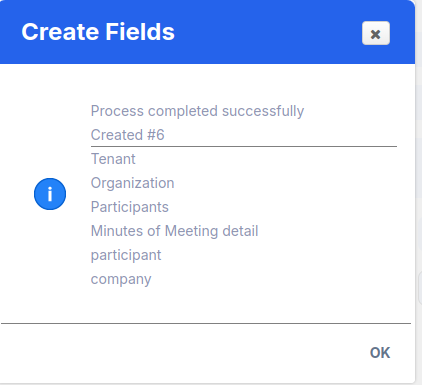 Create Fields
Process completed successfully
Created #6
Tenant
Organization
Participants
Minutes of Meeting detail
participant
company
OK